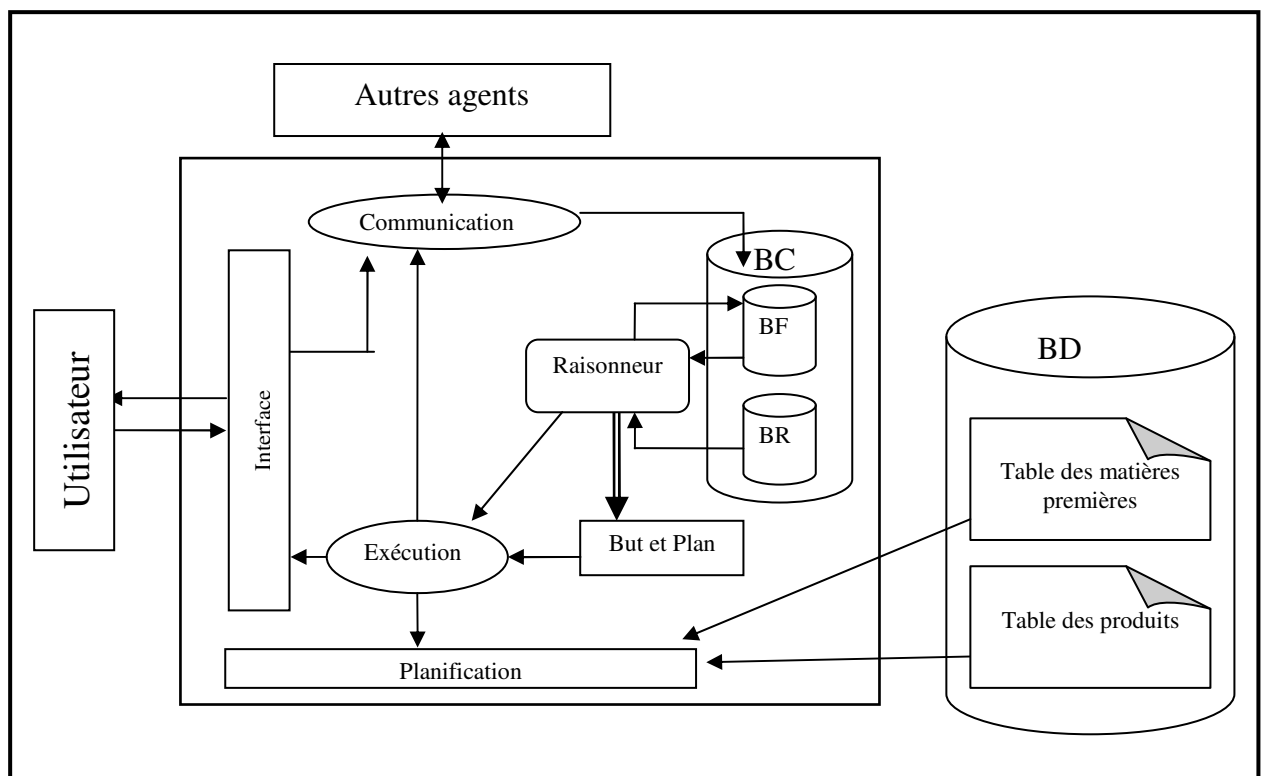 Autres agents
Communication
BC
BF
Raisonneur
BR
Utilisateur
Interface
Exécution
But et Plan
Planification
BD
Table des matières
premières
Table des produits